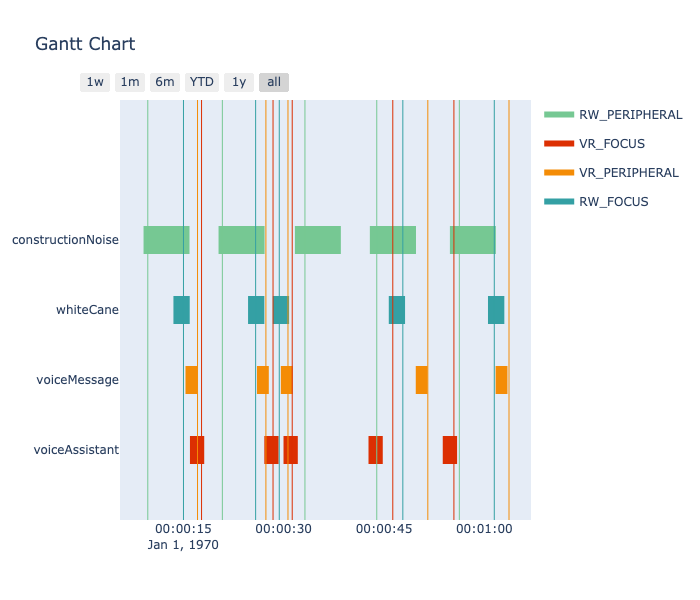 Gantt Chart
1w 1m 6m YTD 1y all
RW_PERIPHERAL
VR_FOCUS
VR_PERIPHERAL
RW_FOCUS
constructionNoise
whiteCane
voiceMessage
voiceAssistant
00:00:15 00:00:30 00:00:45 00:01:00
Jan 1, 1970